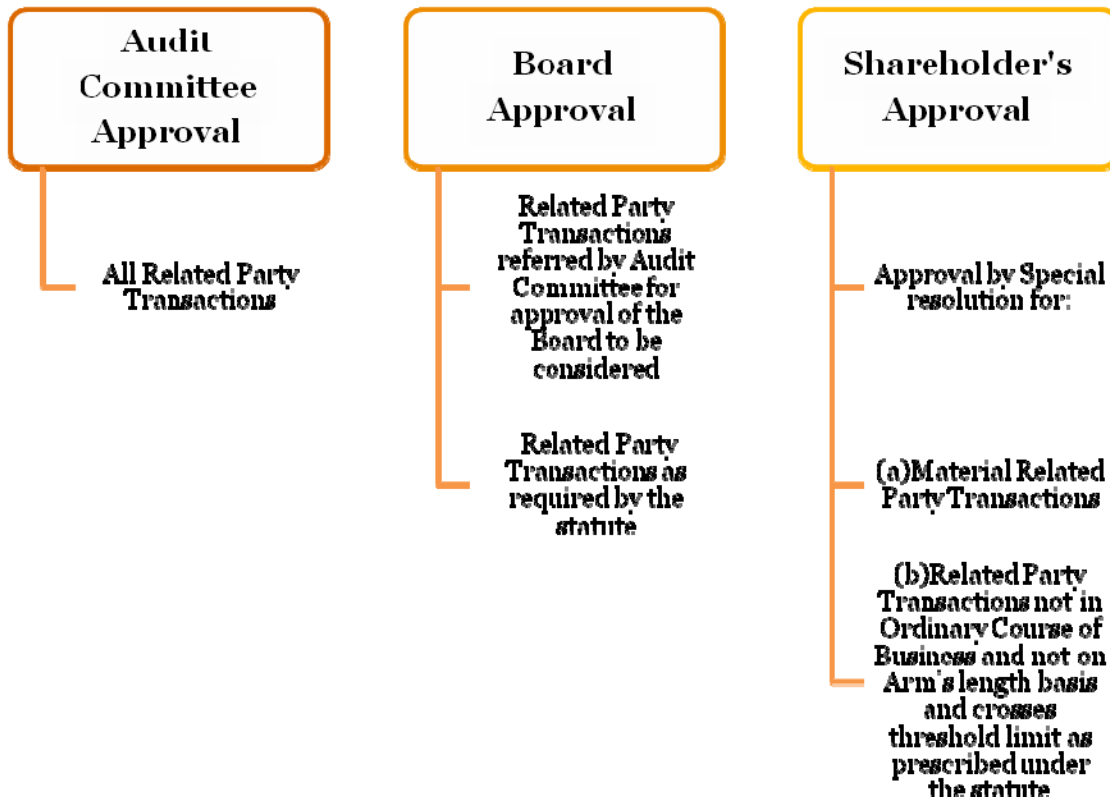 Audit
Committee
Approval
All Related Party
Transactions
Board
Approval
Related Party
Transactions
referred by Audit
Committee for
approval of the
Board to be
considered
Related Party
Transactions as
required by the
statute
Shareholder's
Approval
Approval by Special
resolution for:
(a)Material Related
Party Transactions
(b)Related Party
Transactions not in
Ordinary Course of
Business and not on
Arm's length basis
and crosses
threshold limit as
prescribed under
the statute